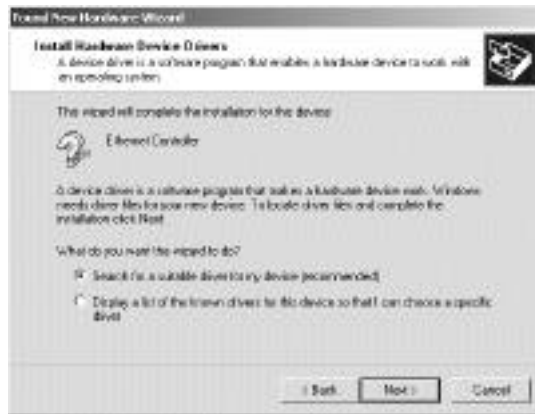 Found New Hardware Wizard
Install Hardware Device Drivers
A device driver is a software program that enables a hardware device to work with
an operating system.
This wizard will complete the installation for this device:
Ethernet Controller
A device driver is a software program that makes a hardware device work. Windows
needs driver files for your new device. To locate driver files and complete the
installation click Next.
What do you want the wizard to do?
Search for a suitable driver for my device (recommended)
Display a list of the known drivers for this device so that I can choose a specific
driver
< Back
Next >
Cancel